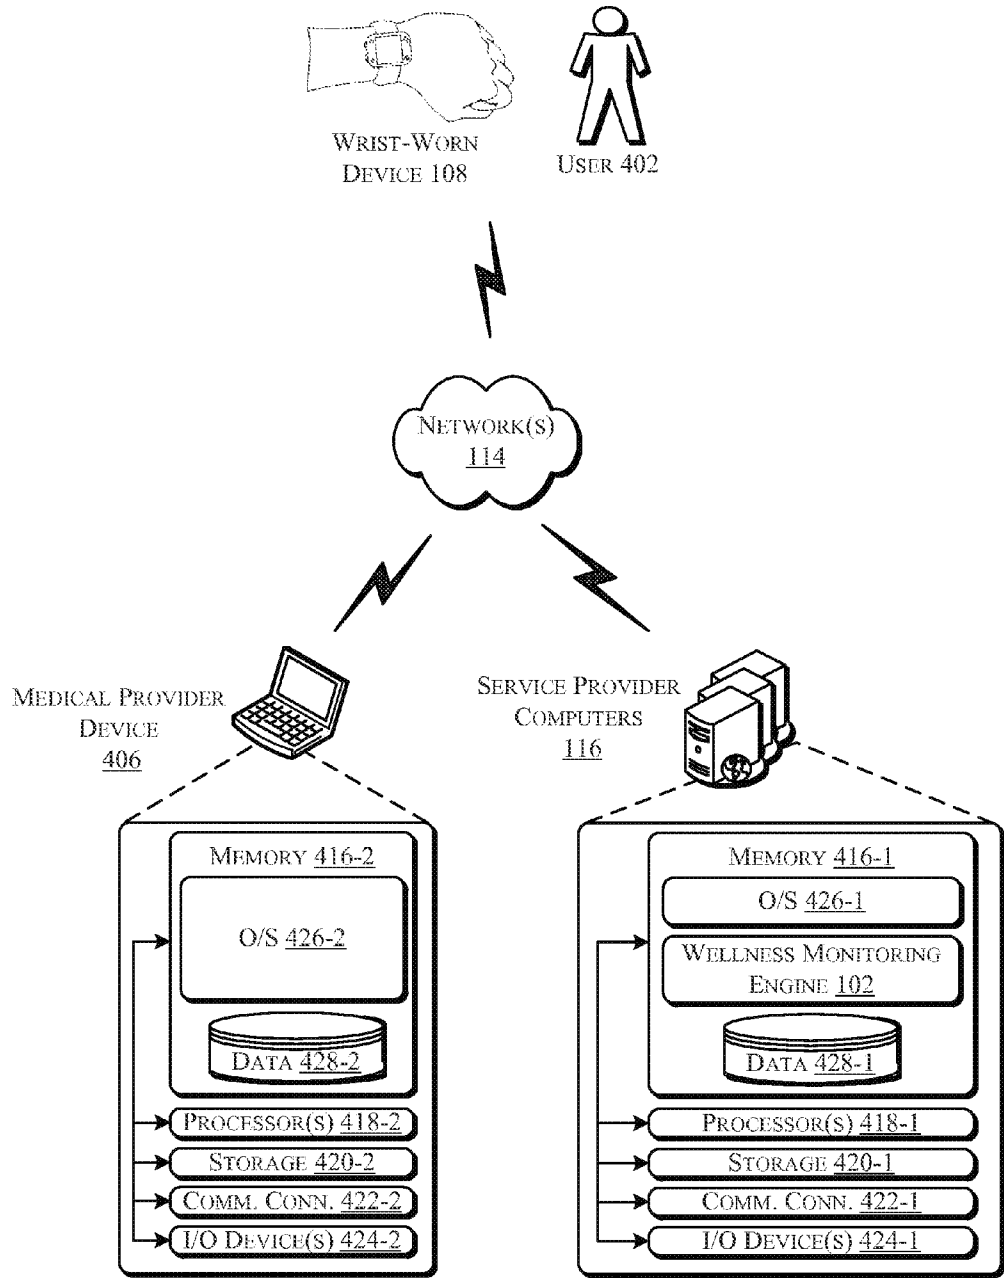 WRIST-WORN
DEVICE 108
USER 402
NETWORK(S)
114
MEDICAL PROVIDER
DEVICE
406
SERVICE PROVIDER
COMPUTERS
116
MEMORY 416-2
O/S 426-2
DATA 428-2
PROCESSOR(S) 418-2
STORAGE 420-2
COMM. CONN. 422-2
I/O DEVICE(S) 424-2
MEMORY 416-1
O/S 426-1
WELLNESS MONITORING
ENGINE 102
DATA 428-1
PROCESSOR(S) 418-1
STORAGE 420-1
COMM. CONN. 422-1
I/O DEVICE(S) 424-1